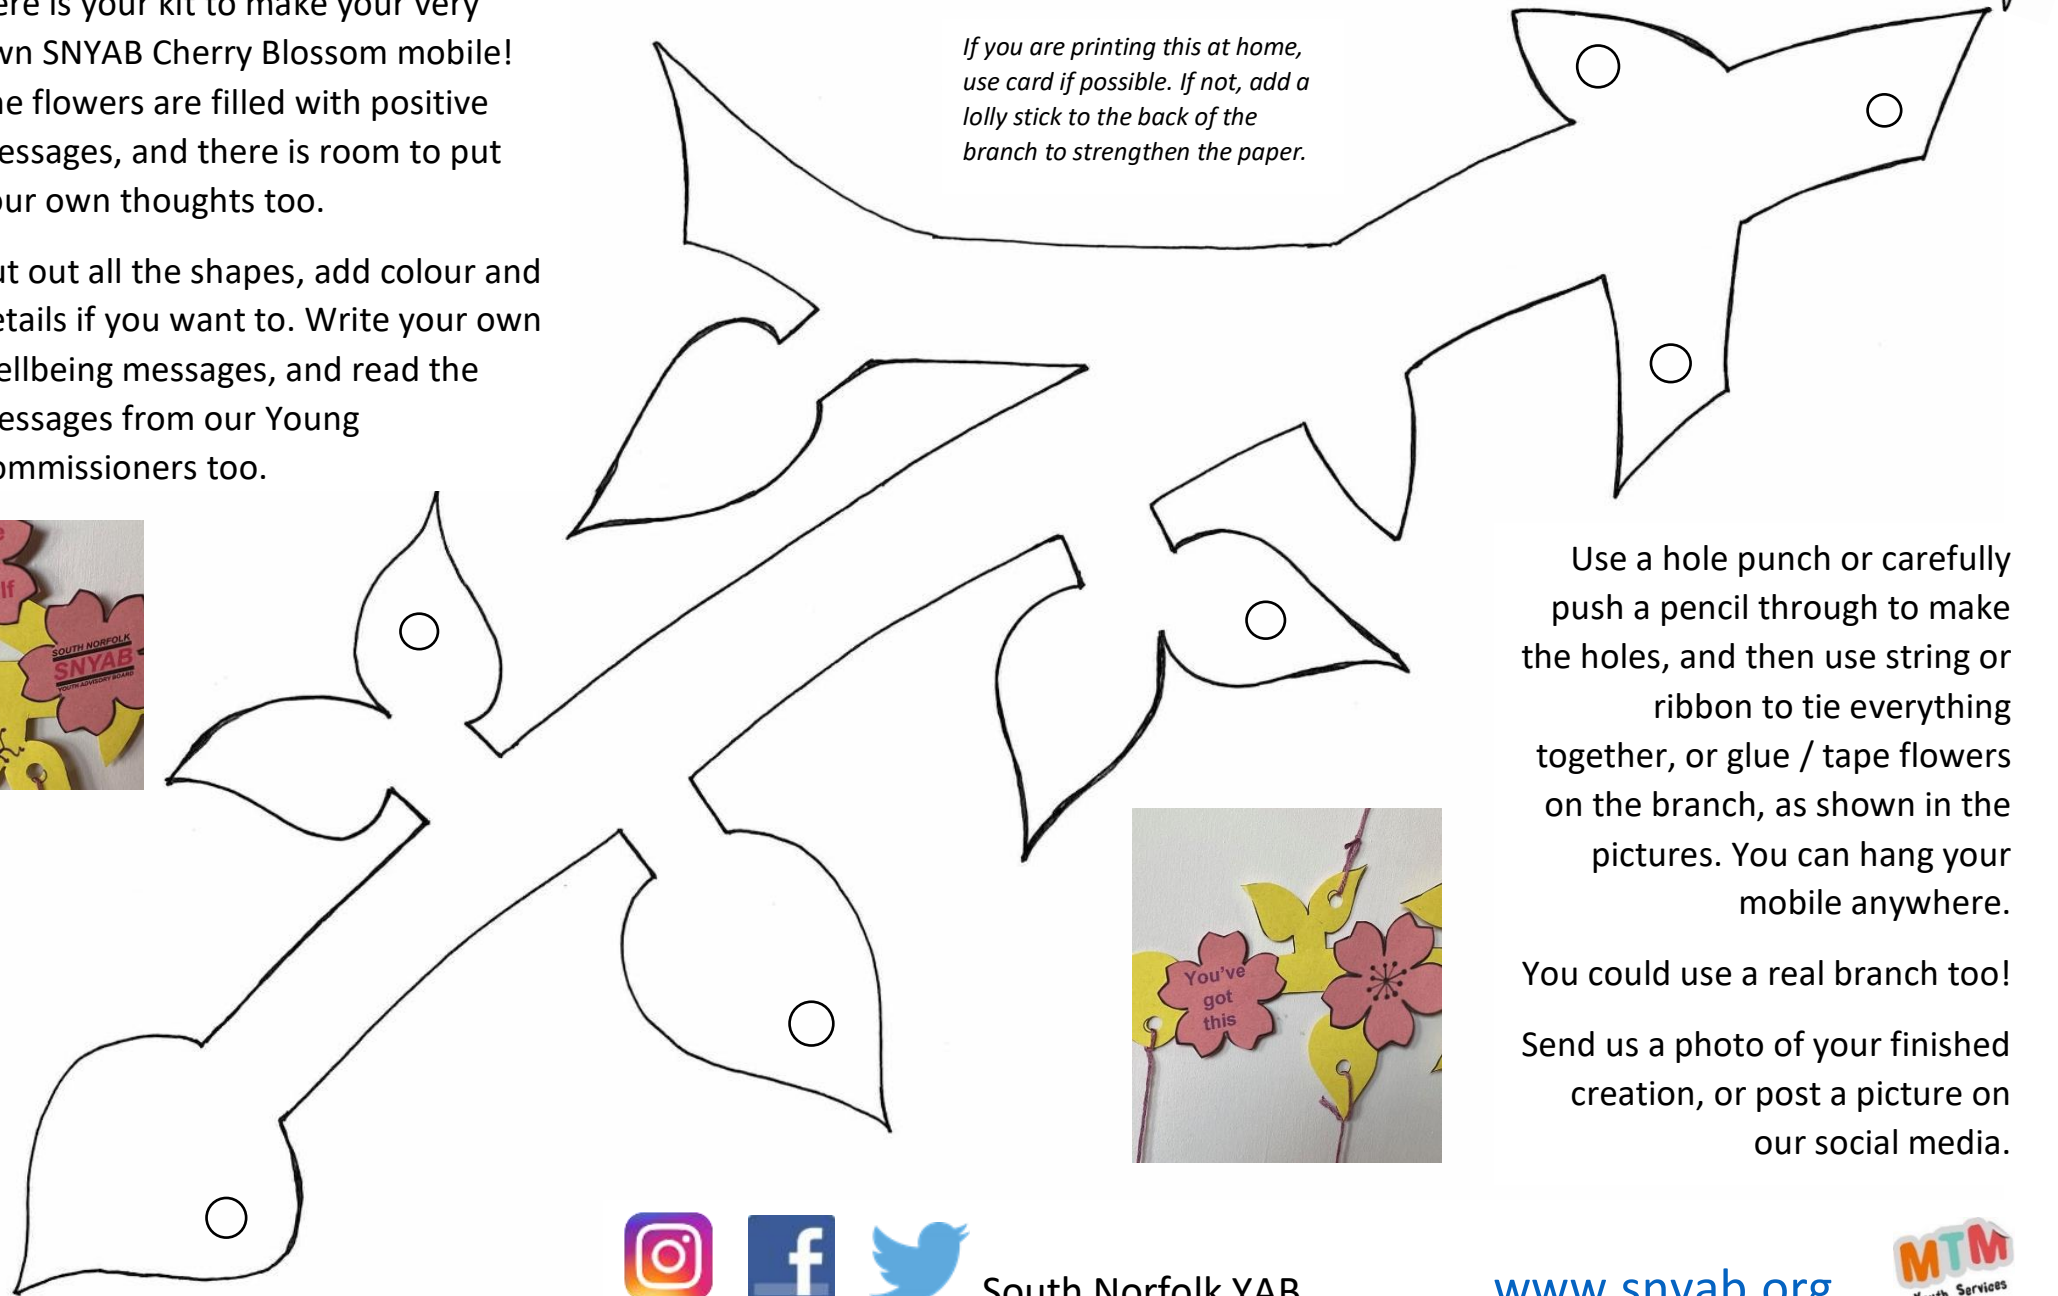 ere is your kit to make your very
wn SNYAB Cherry Blossom mobile!
he flowers are filled with positive
essages, and there is room to put
our own thoughts too.
ut out all the shapes, add colour and
etails if you want to. Write your own
ellbeing messages, and read the
essages from our Young
ommissioners too.
If you are printing this at home,
use card if possible. If not, add a
lolly stick to the back of the
branch to strengthen the paper.
e
lf
SOUTH NORFOLK
SNYAB
YOUTH ADVISORY BOARD
Use a hole punch or carefully
push a pencil through to make
the holes, and then use string or
ribbon to tie everything
together, or glue / tape flowers
on the branch, as shown in the
pictures. You can hang your
mobile anywhere.
You could use a real branch too!
Send us a photo of your finished
creation, or post a picture on
our social media.
You've
got
this
South Norfolk YAB
www.snyab.org
MTM
Youth Services